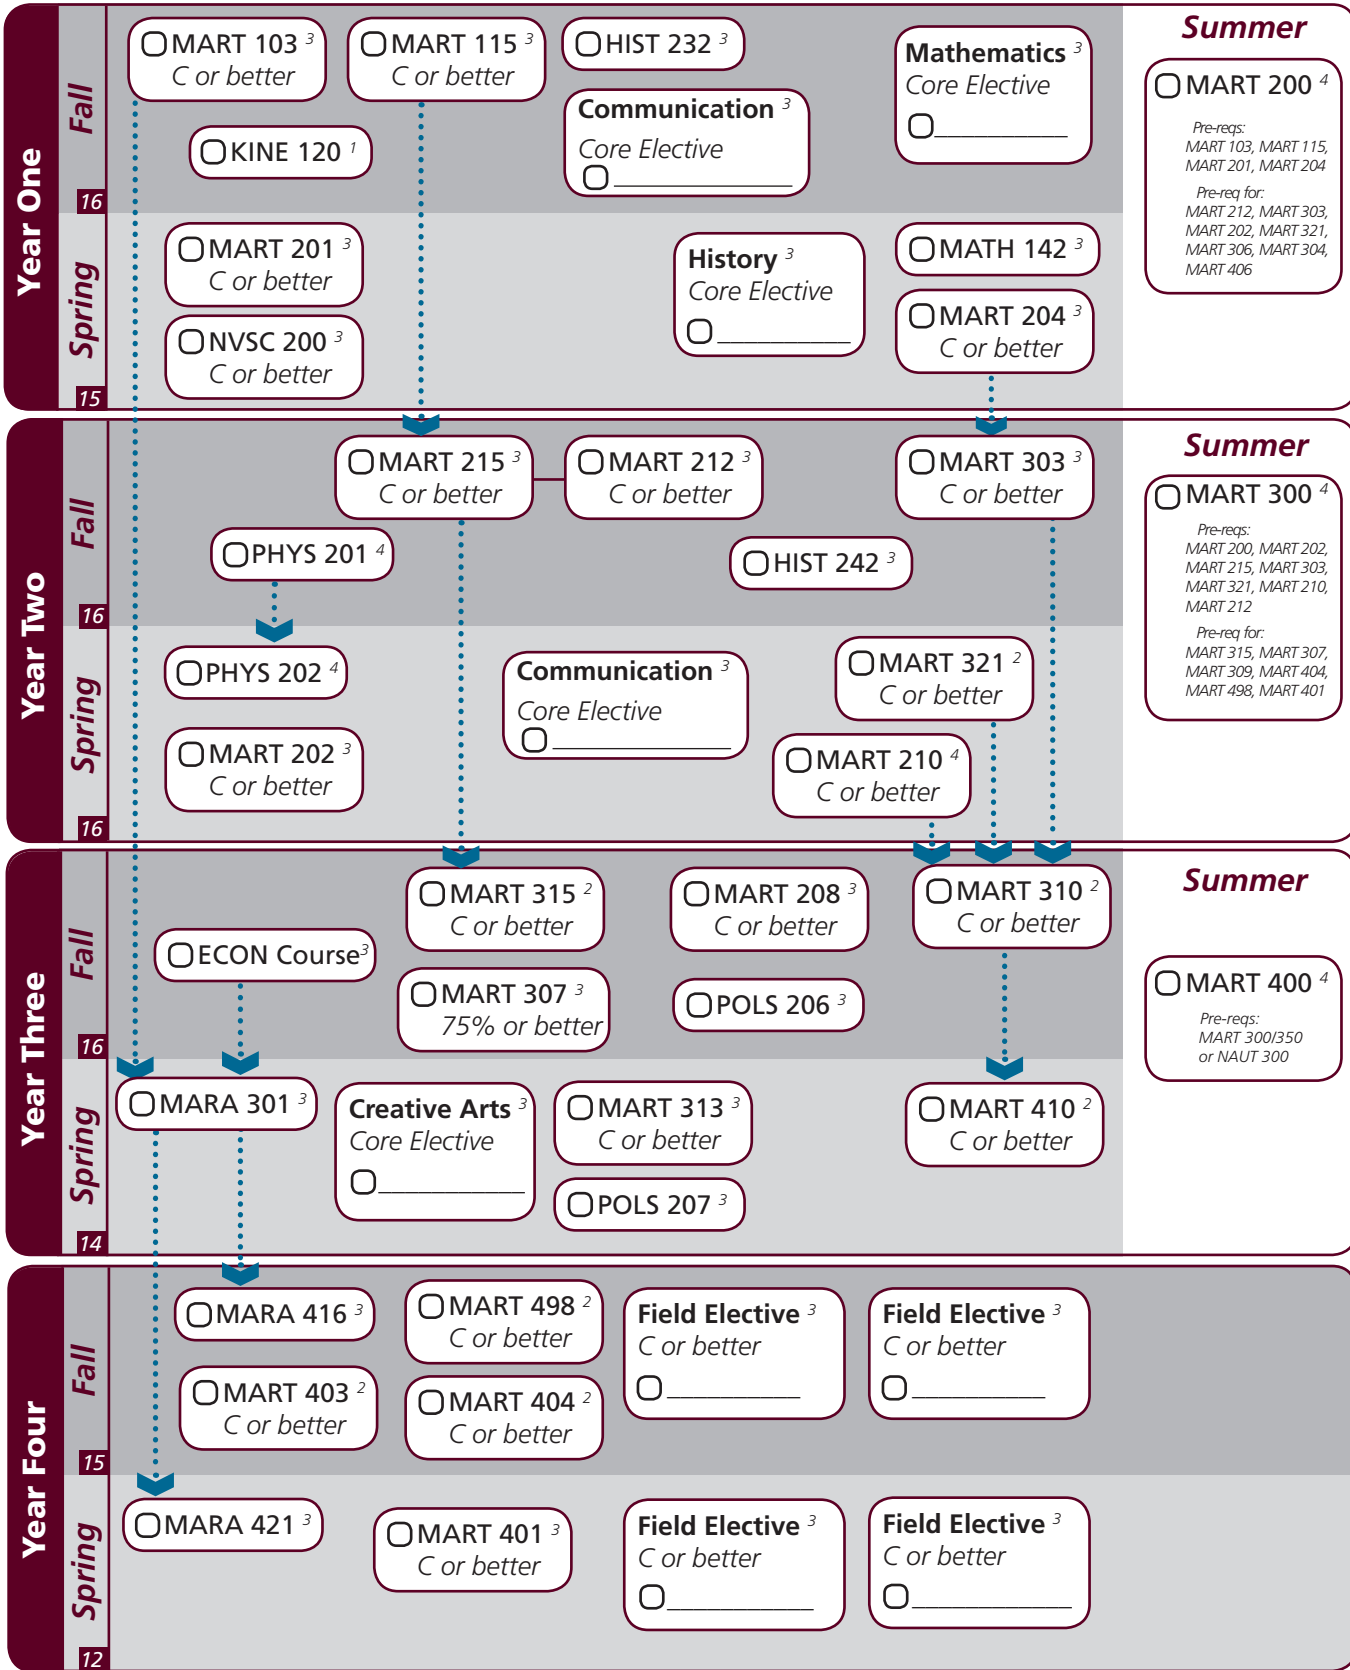 Year One
Fall
MART 103 3
C or better
MART 115 3
C or better
HIST 232 3
Communication 3
Core Elective
Mathematics 3
Core Elective
KINE 120 1
16
Spring
MART 201 3
C or better
NVSC 200 3
C or better
History 3
Core Elective
MATH 142 3
MART 204 3
C or better
15
Summer
MART 200 4
Pre-reqs:
MART 103, MART 115,
MART 201, MART 204
Pre-req for:
MART 212, MART 303,
MART 202, MART 321,
MART 306, MART 304,
MART 406
Year Two
Fall
MART 215 3
C or better
MART 212 3
C or better
MART 303 3
C or better
PHYS 201 4
HIST 242 3
16
Spring
PHYS 202 4
MART 202 3
C or better
Communication 3
Core Elective
MART 321 2
C or better
MART 210 4
C or better
16
Summer
MART 300 4
Pre-reqs:
MART 200, MART 202,
MART 215, MART 303,
MART 321, MART 210,
MART 212
Pre-req for:
MART 315, MART 307,
MART 309, MART 404,
MART 498, MART 401
Year Three
Fall
MART 315 2
C or better
MART 208 3
C or better
MART 310 2
C or better
ECON Course 3
MART 307 3
75% or better
POLS 206 3
16
Spring
MARA 301 3
Creative Arts 3
Core Elective
MART 313 3
C or better
POLS 207 3
MART 410 2
C or better
14
Summer
MART 400 4
Pre-reqs:
MART 300/350
or NAUT 300
Year Four
Fall
MARA 416 3
MART 498 2
C or better
Field Elective 3
C or better
Field Elective 3
C or better
MART 403 2
C or better
MART 404 2
C or better
15
Spring
MARA 421 3
MART 401 3
C or better
Field Elective 3
C or better
Field Elective 3
C or better
12